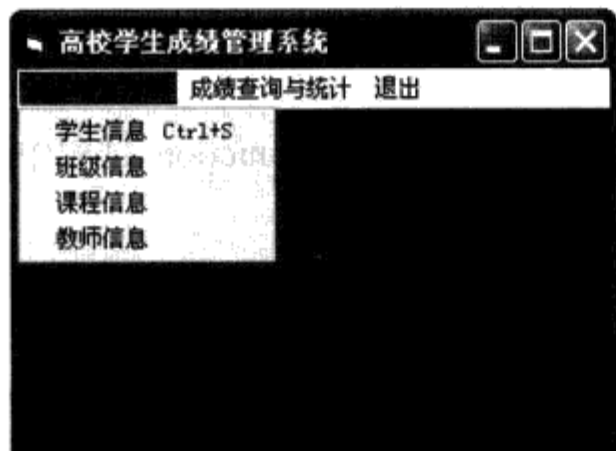 高校学生成绩管理系统
成绩查询与统计 退出
学生信息 Ctrl+S
班级信息
课程信息
教师信息